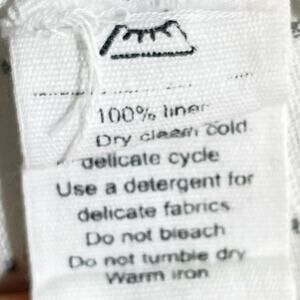 100% linen
Dry clean cold
delicate cycle
Use a detergent for
delicate fabrics
Do not bleach
Do not tumble dry
Warm iron